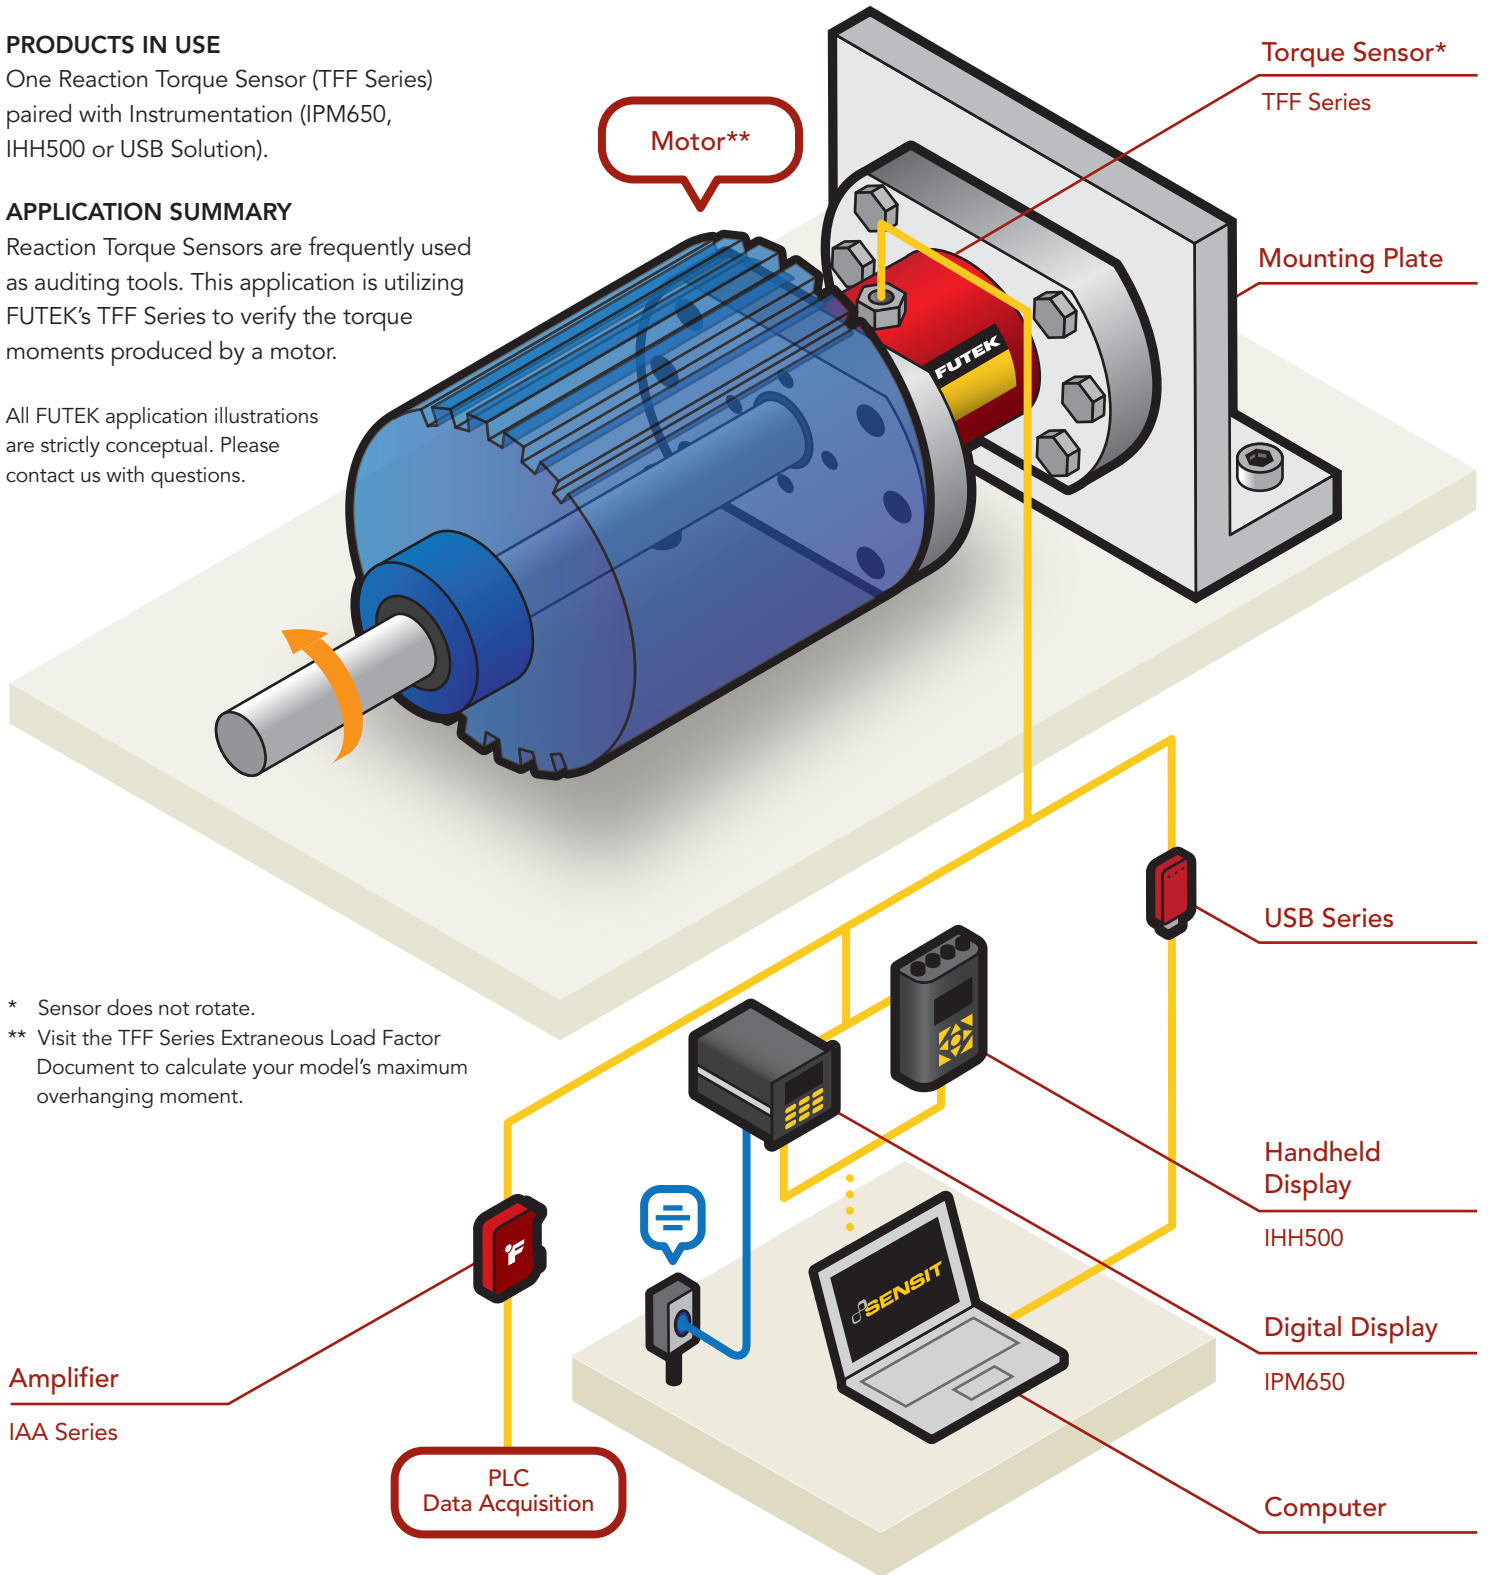 PRODUCTS IN USE
One Reaction Torque Sensor (TFF Series)
paired with Instrumentation (IPM650,
IHH500 or USB Solution).
APPLICATION SUMMARY
Reaction Torque Sensors are frequently used
as auditing tools. This application is utilizing
FUTEK's TFF Series to verify the torque
moments produced by a motor.
All FUTEK application illustrations
are strictly conceptual. Please
contact us with questions.
Motor**
Torque Sensor*
TFF Series
Mounting Plate
FUTEK
USB Series
* Sensor does not rotate.
** Visit the TFF Series Extraneous Load Factor
Document to calculate your model's maximum
overhanging moment.
Handheld
Display
IHH500
Digital Display
IPM650
SENSIT
F
Amplifier
IAA Series
PLC
Data Acquisition
Computer